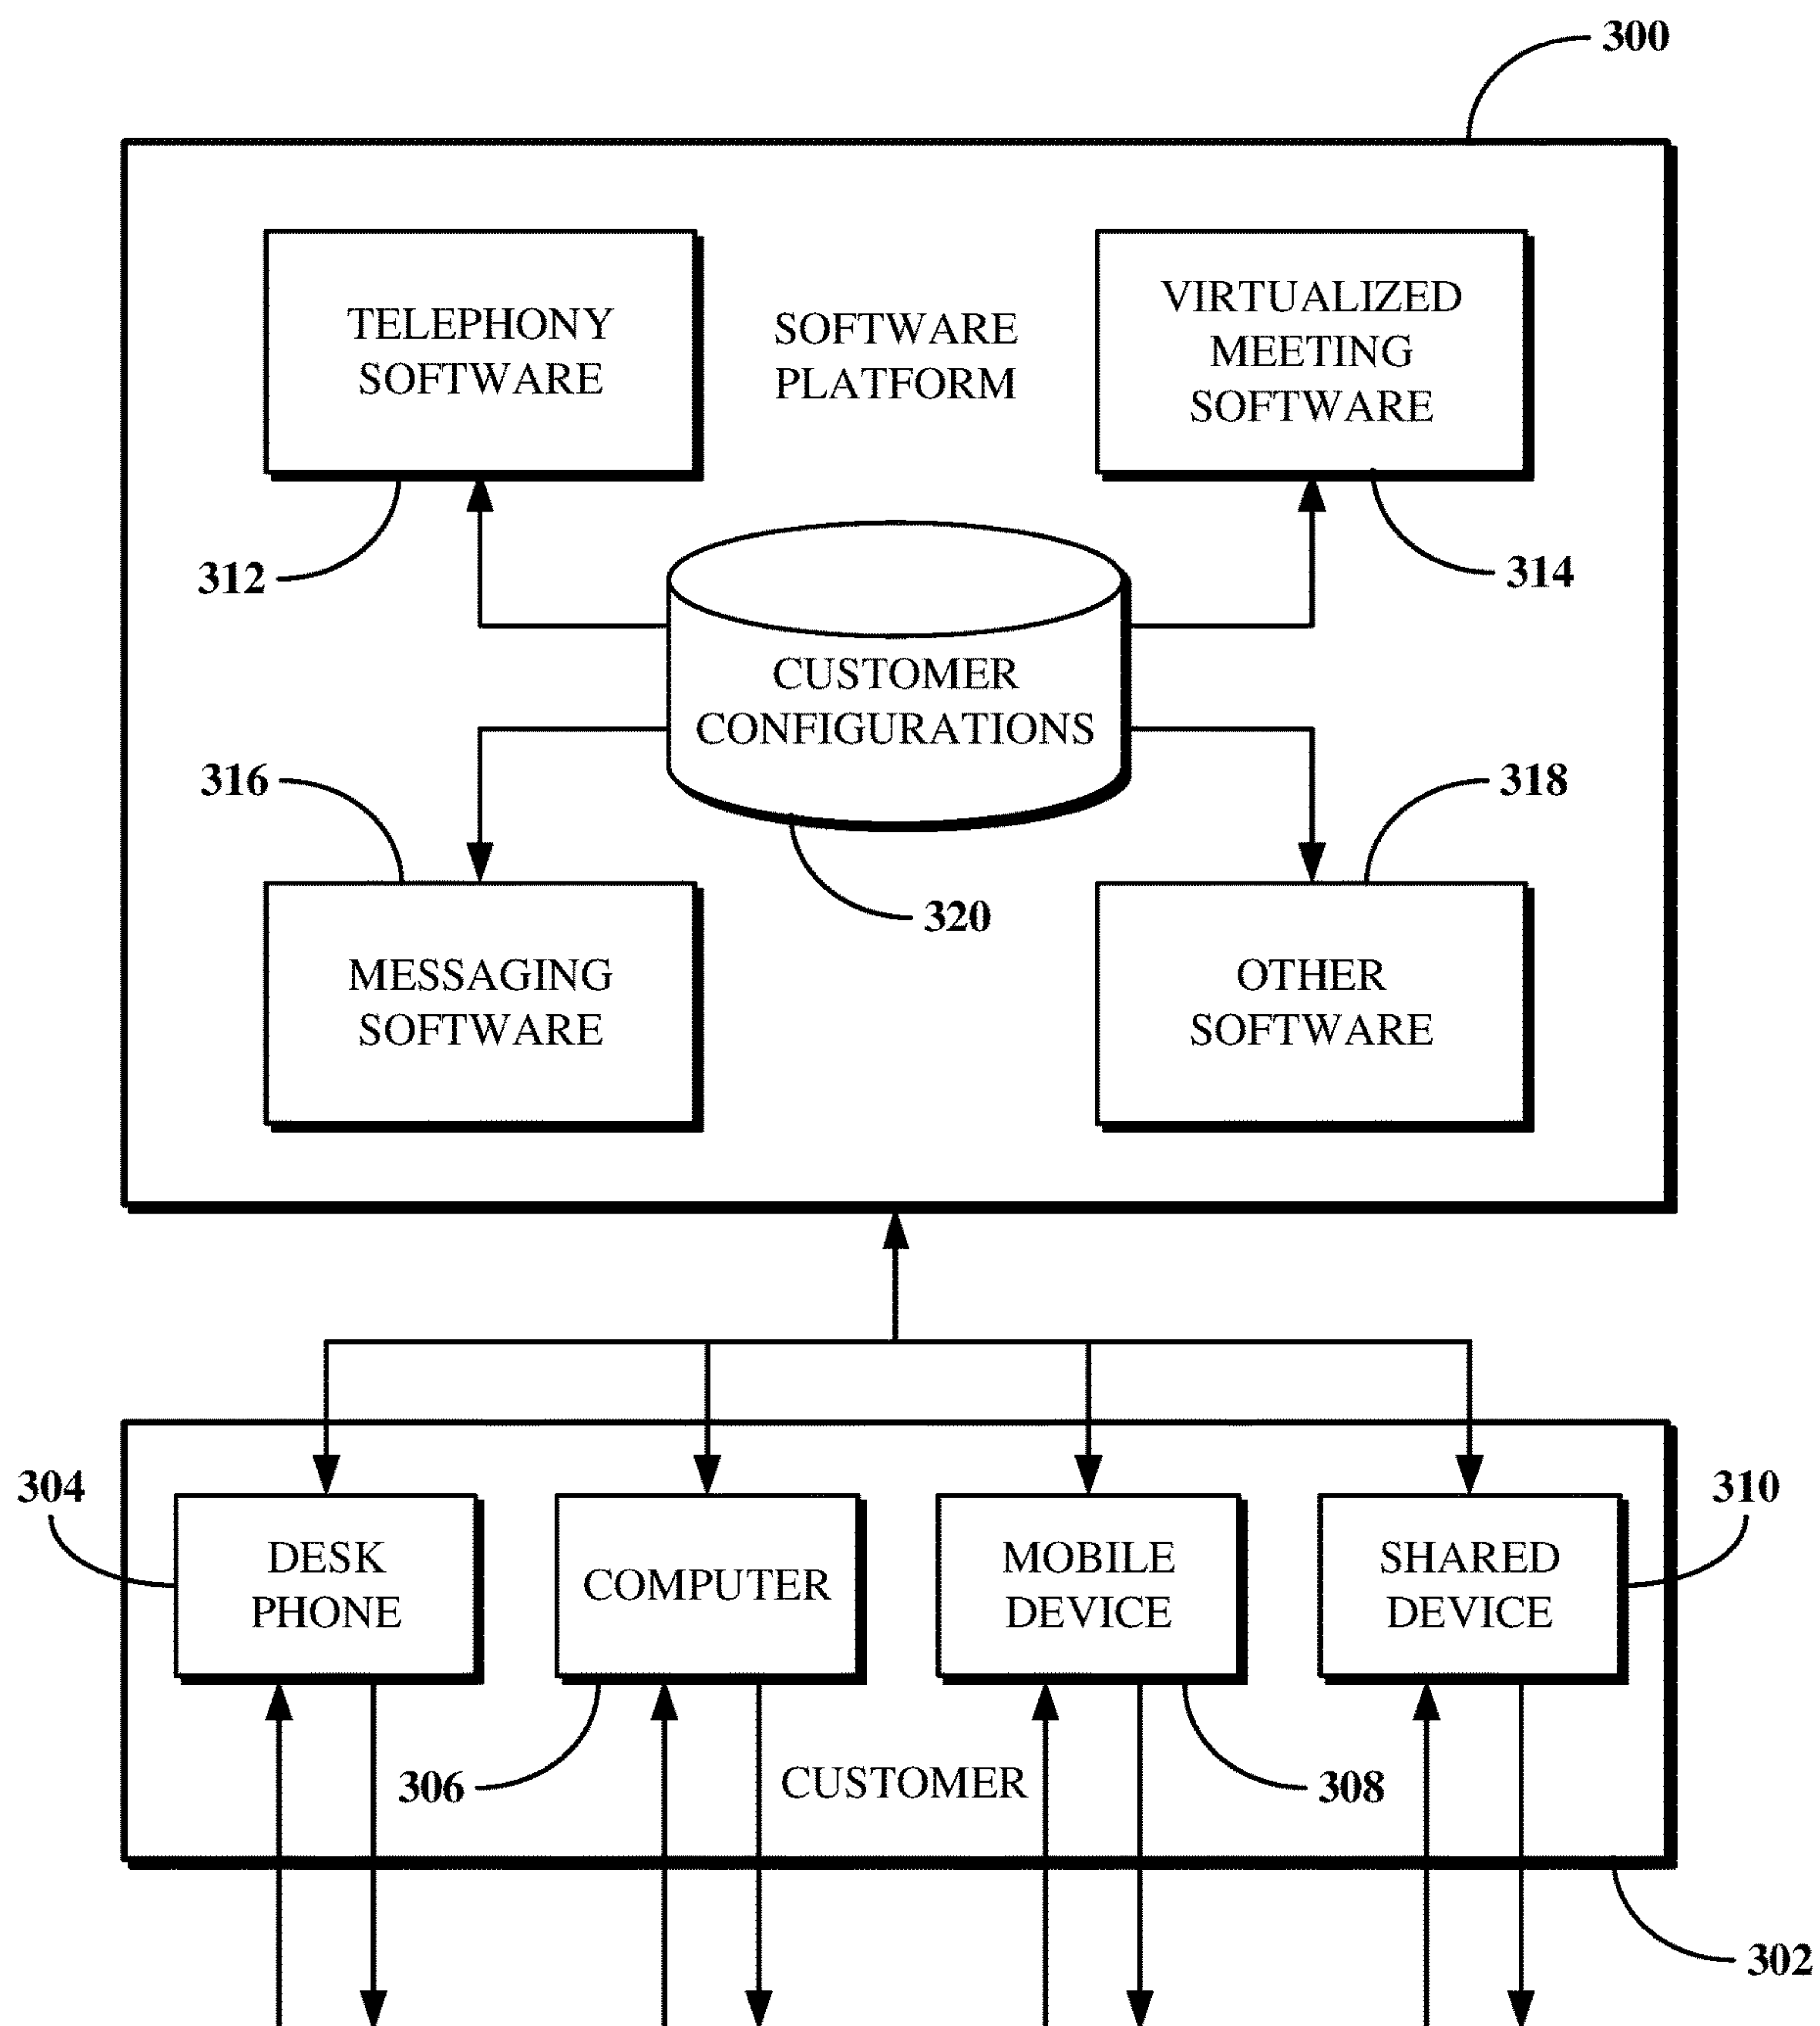 300
TELEPHONY
SOFTWARE
SOFTWARE
PLATFORM
VIRTUALIZED
MEETING
SOFTWARE
312
314
CUSTOMER
CONFIGURATIONS
316
318
320
MESSAGING
SOFTWARE
OTHER
SOFTWARE
304
310
DESK
PHONE
COMPUTER
MOBILE
DEVICE
SHARED
DEVICE
306
CUSTOMER
308
302